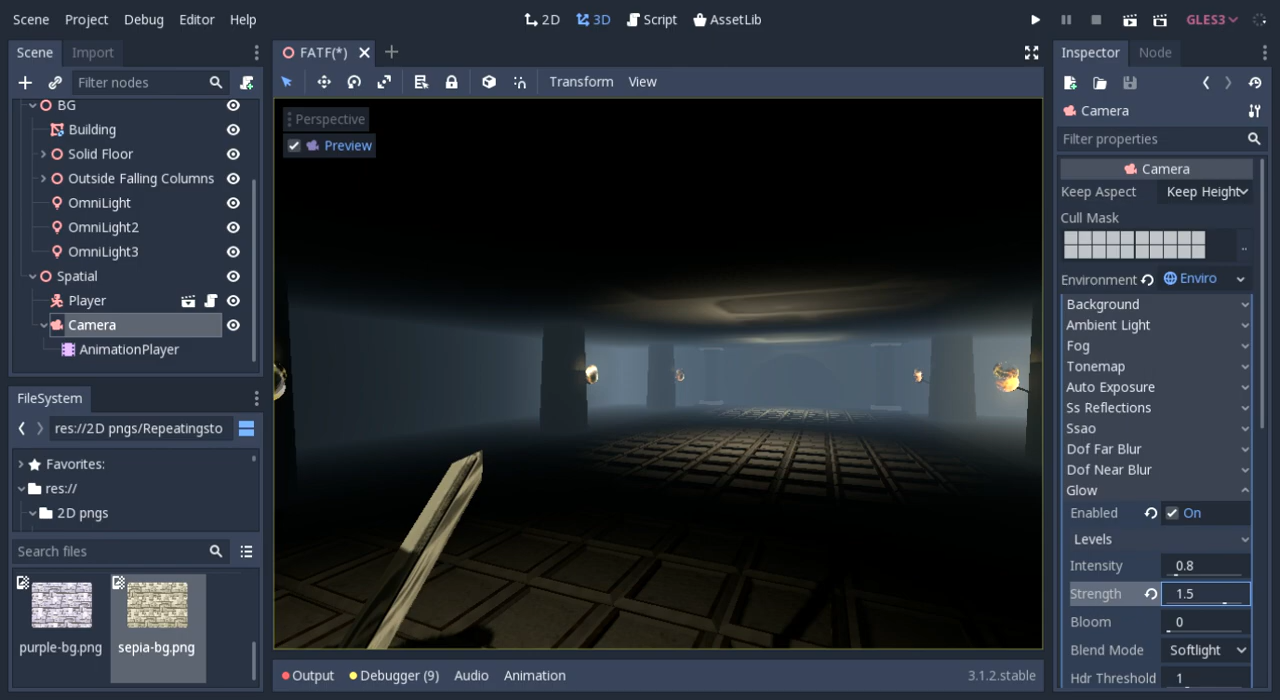 Scene Project Debug Editor Help 2D 3D Script AssetLib GLES3
Scene Import
Filter nodes
BG
Building
Solid Floor
Outside Falling Columns
OmniLight
OmniLight2
OmniLight3
Spatial
Player
Camera
AnimationPlayer
FileSystem
res://2D pngs/Repeatingsto
Favorites:
res://
2D pngs
Search files
purple-bg.png sepia-bg.png
FATF(*)
Transform View
Perspective
Preview
Output Debugger (9) Audio Animation 3.1.2.stable
Inspector Node
Camera
Filter properties
Camera
Keep Aspect Keep Height
Cull Mask
..
Environment Enviro
Background
Ambient Light
Fog
Tonemap
Auto Exposure
Ss Reflections
Ssao
Dof Far Blur
Dof Near Blur
Glow
Enabled On
Levels
Intensity 0.8
Strength 1.5
Bloom 0
Blend Mode Softlight
Hdr Threshold 1